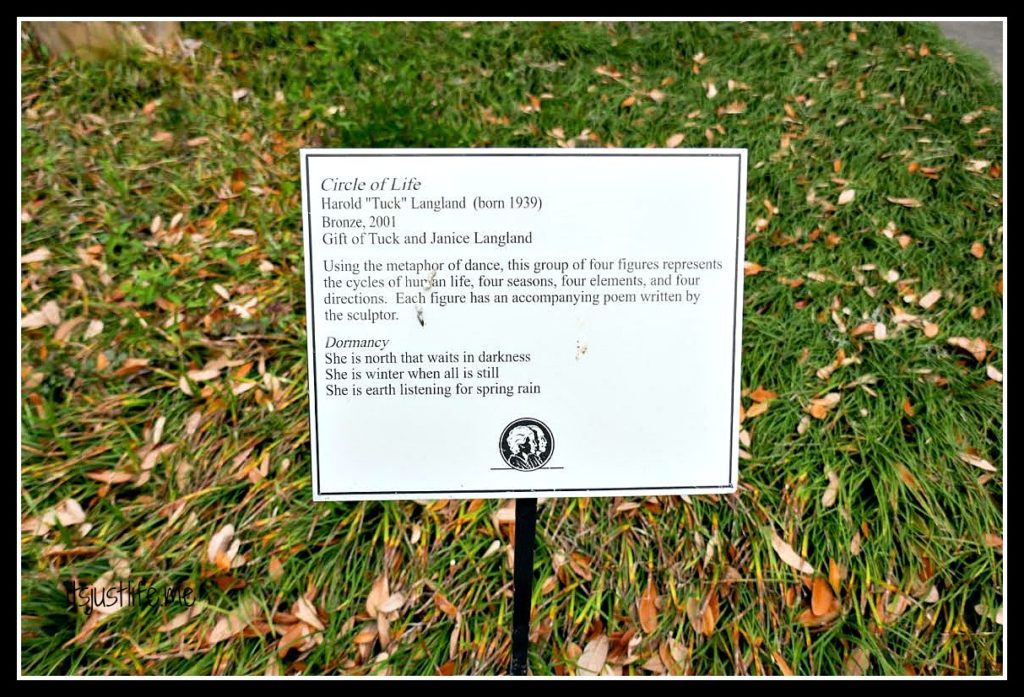 Circle of Life
Harold "Tuck" Langland (born 1939)
Bronze, 2001
Gift of Tuck and Janice Langland
Using the metaphor of dance, this group of four figures represents
the cycles of human life, four seasons, four elements, and four
directions. Each figure has an accompanying poem written by
the sculptor.
Dormancy
She is north that waits in darkness
She is winter when all is still
She is earth listening for spring rain
itsjustlife.me